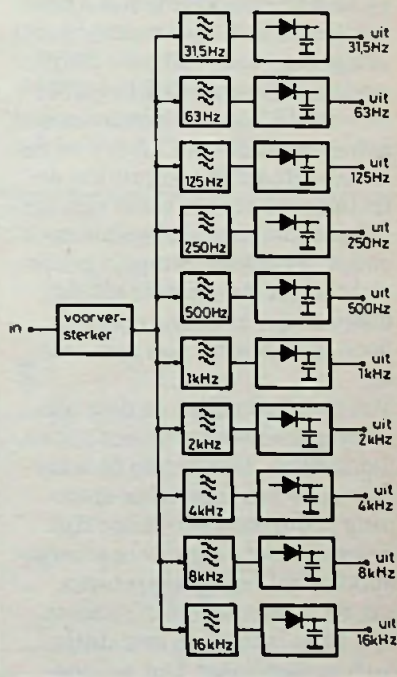 31,5Hz
uit
31,5Hz
63Hz
uit
63Hz
125Hz
uit
125Hz
250Hz
uit
250Hz
500Hz
uit
500Hz
in
voorver-
sterker
1kHz
uit
1kHz
2kHz
uit
2kHz
4kHz
uit
4kHz
8kHz
uit
8kHz
16kHz
uit
16kHz